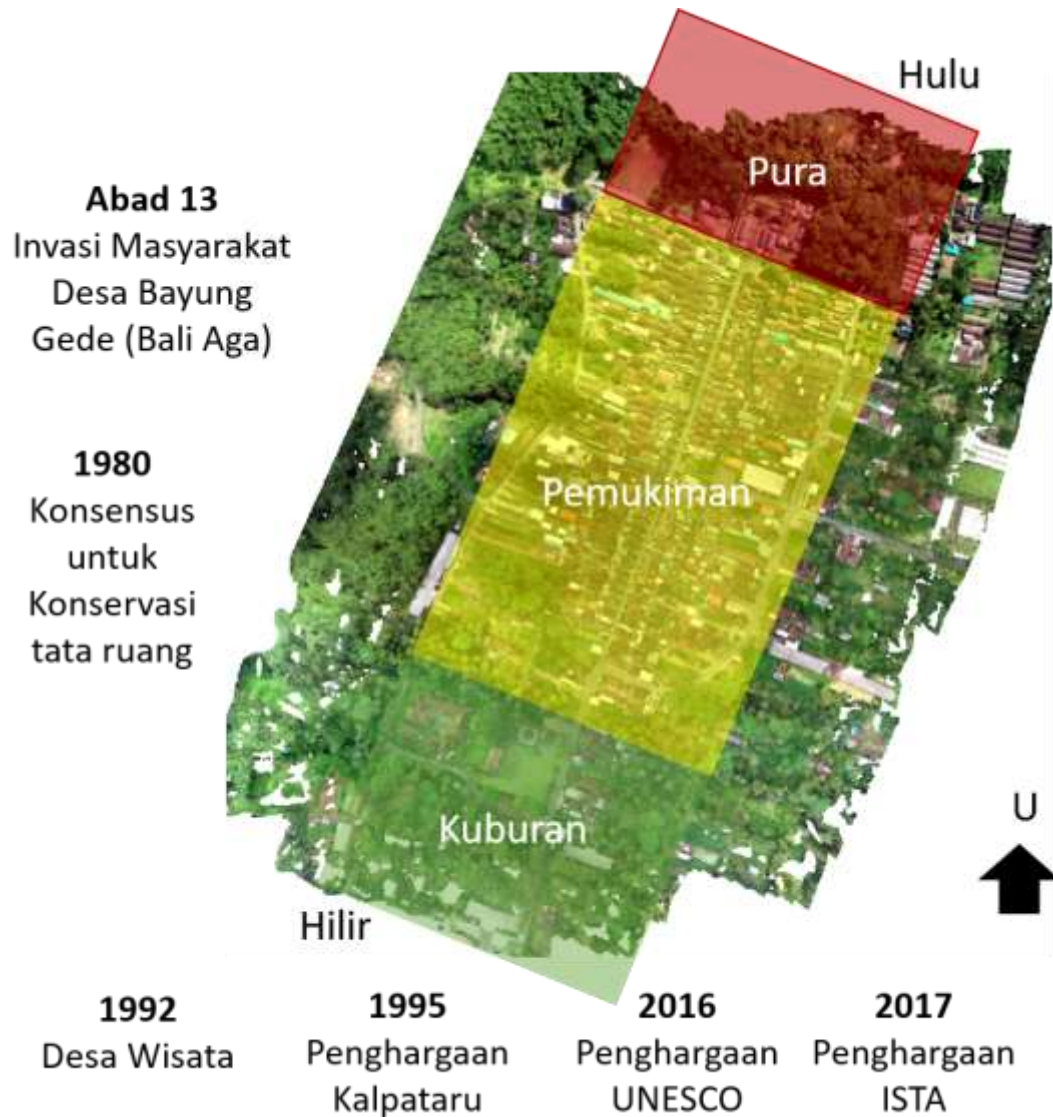 Hulu
Pura
Abad 13
Invasi Masyarakat
Desa Bayung
Gede (Bali Aga)
1980
Konsensus
untuk
Konservasi
tata ruang
Pemukiman
Kuburan
U
Hilir
1992
Desa Wisata
1995
Penghargaan
Kalpataru
2016
Penghargaan
UNESCO
2017
Penghargaan
ISTA